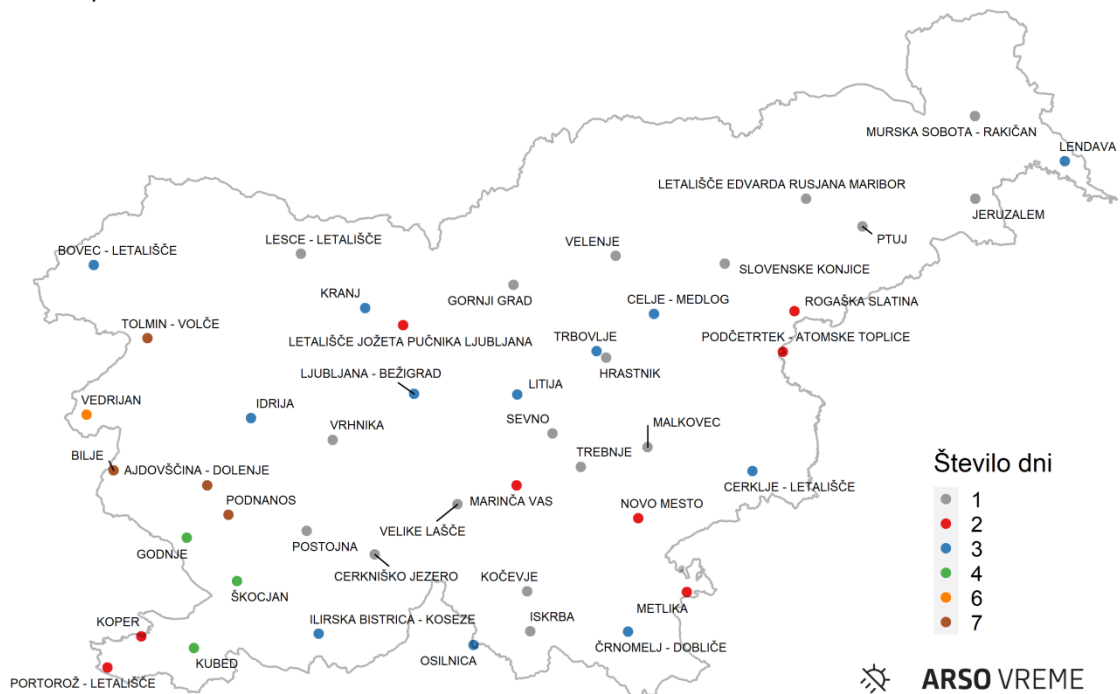 MURSKA SOBOTA - RAKIČAN
LENDAVA
LETALIŠČE EDVARDA RUSJANA MARIBOR
JERUZALEM
PTUJ
LESCE - LETALIŠČE
VELENJE
BOVEC - LETALIŠČE
SLOVENSKE KONJICE
KRANJ
GORNJI GRAD
CELJE - MEDLOG
ROGAŠKA SLATINA
TOLMIN - VOLČE
LETALIŠČE JOŽETA PUČNIKA LJUBLJANA
TRBOVLJE
PODČETRTEK - ATOMSKE TOPLICE
HRASTNIK
LJUBLJANA - BEŽIGRAD
LITIJA
VEDRIJAN
IDRIJA
SEVNO
MALKOVEC
VRHNIKA
TREBNJE
BILJE
AJDOVŠČINA - DOLENJE
CERKLJE - LETALIŠČE
PODNANOS
MARINČA VAS
NOVO MESTO
VELIKE LAŠČE
GODNJE
POSTOJNA
CERKNIŠKO JEZERO
KOČEVJE
ŠKOCJAN
METLIKA
KOPER
ILIRSKA BISTRICA - KOSEZE
ISKRBA
ČRNOMELJ - DOBLIČE
KUBED
OSILNICA
PORTOROŽ - LETALIŠČE
Število dni
1
2
3
4
6
7
ARSO VREME